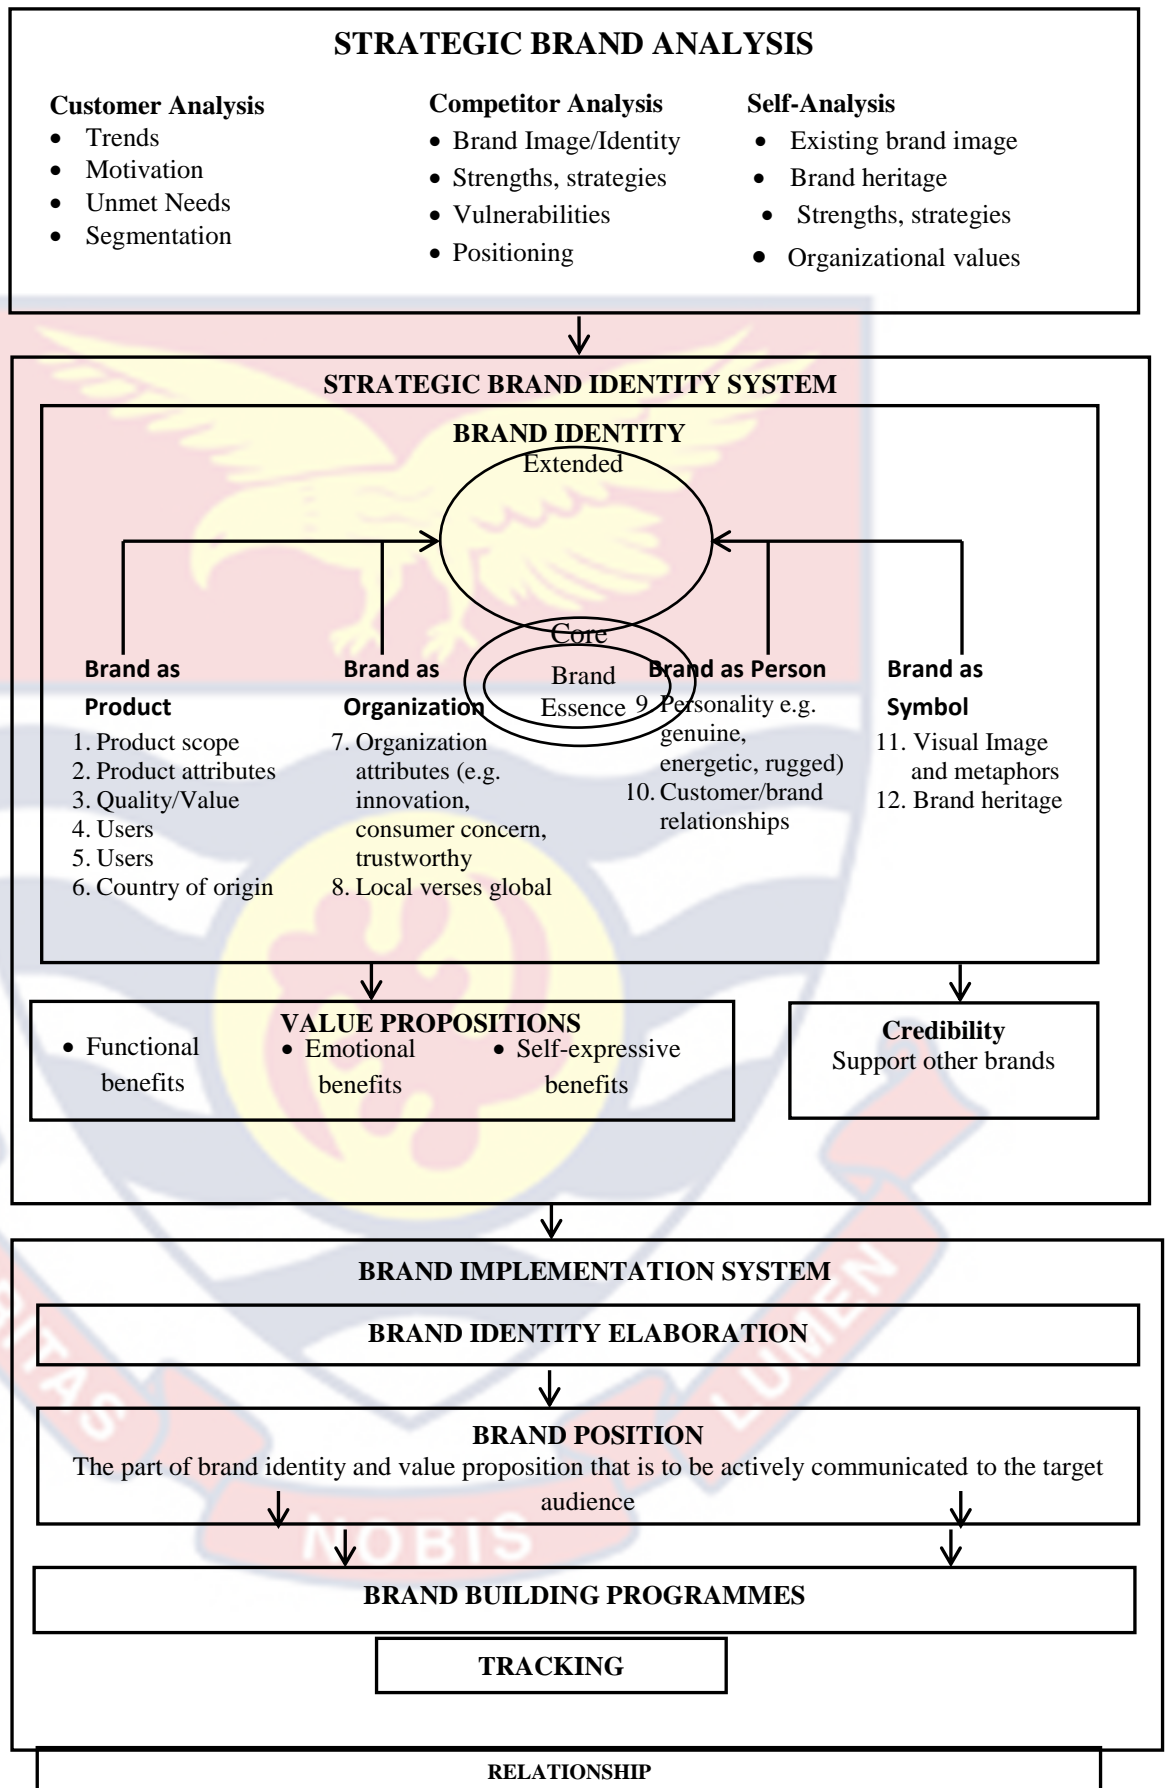 STRATEGIC BRAND ANALYSIS
Customer Analysis
• Trends
• Motivation
• Unmet Needs
• Segmentation
Competitor Analysis
• Brand Image/Identity
• Strengths, strategies
• Vulnerabilities
• Positioning
Self-Analysis
• Existing brand image
• Brand heritage
• Strengths, strategies
• Organizational values
STRATEGIC BRAND IDENTITY SYSTEM
BRAND IDENTITY
Extended
Core
Brand
Essence
Brand as
Product
1. Product scope
2. Product attributes
3. Quality/Value
4. Users
5. Users
6. Country of origin
Brand as
Organization
7. Organization
attributes (e.g.
innovation,
consumer concern,
trustworthy
8. Local verses global
Brand as Person
9. Personality e.g.
genuine,
energetic, rugged)
10. Customer/brand
relationships
Brand as
Symbol
11. Visual Image
and metaphors
12. Brand heritage
VALUE PROPOSITIONS
• Functional
benefits
• Emotional
benefits
• Self-expressive
benefits
Credibility
Support other brands
BRAND IMPLEMENTATION SYSTEM
BRAND IDENTITY ELABORATION
BRAND POSITION
The part of brand identity and value proposition that is to be actively communicated to the target
audience
BRAND BUILDING PROGRAMMES
TRACKING
RELATIONSHIP
NOBIS
LUMEN